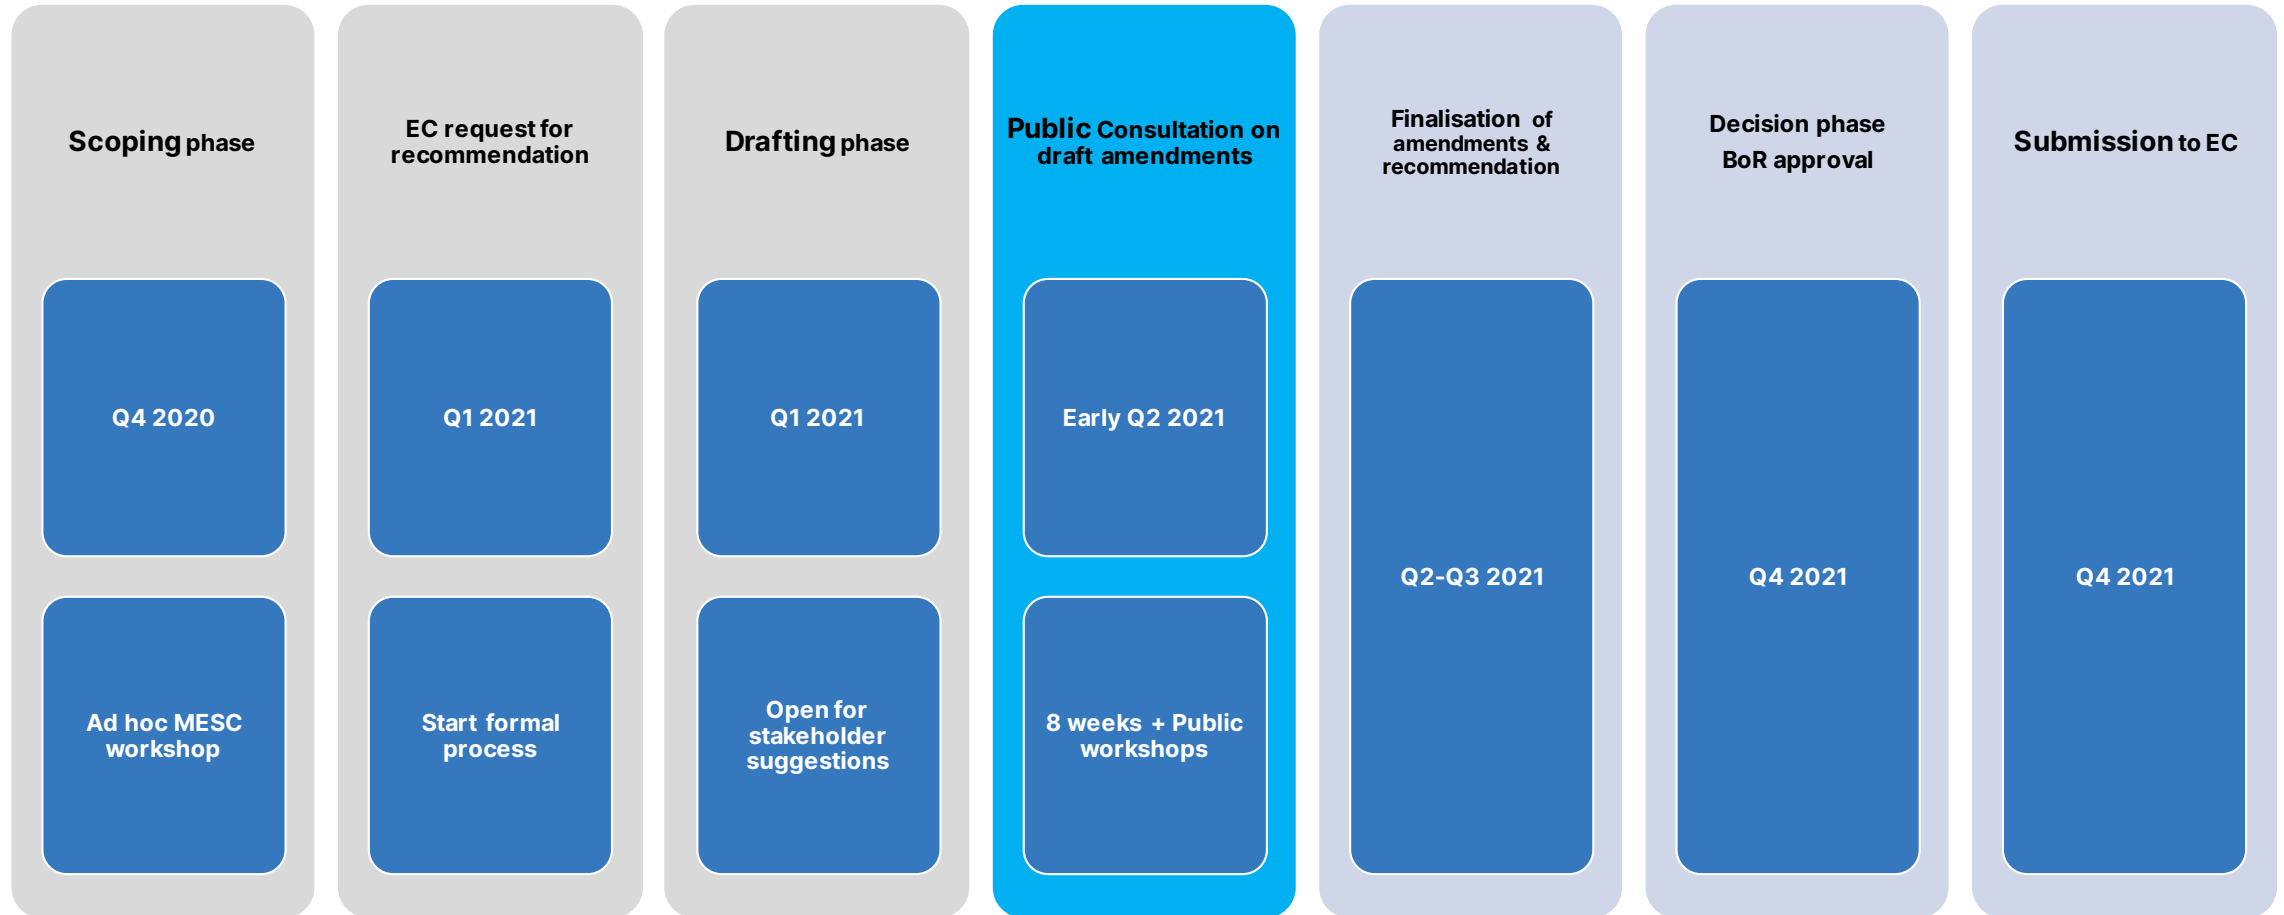 Scoping phase
EC request for
recommendation
Drafting phase
Public Consultation on
draft amendments
Finalisation of
amendments &
recommendation
Decision phase
BoR approval
Submission to EC
Q4 2020
Q1 2021
Q1 2021
Early Q2 2021
Q2-Q3 2021
Q4 2021
Q4 2021
Ad hoc MESC
workshop
Start formal
process
Open for
stakeholder
suggestions
8 weeks + Public
workshops